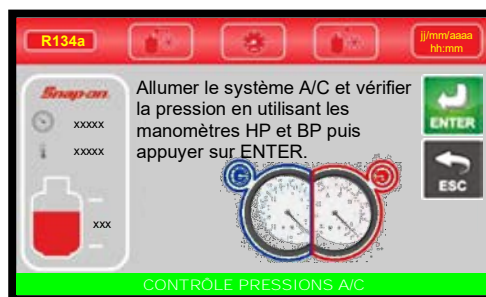 R134a
jj/mm/aaaa
hh:mm
Snap-on
xxxxx
xxxxx
xxx
Allumer le système A/C et vérifier
la pression en utilisant les
manomètres HP et BP puis
appuyer sur ENTER.
ENTER
ESC
CONTRÔLE PRESSIONS A/C